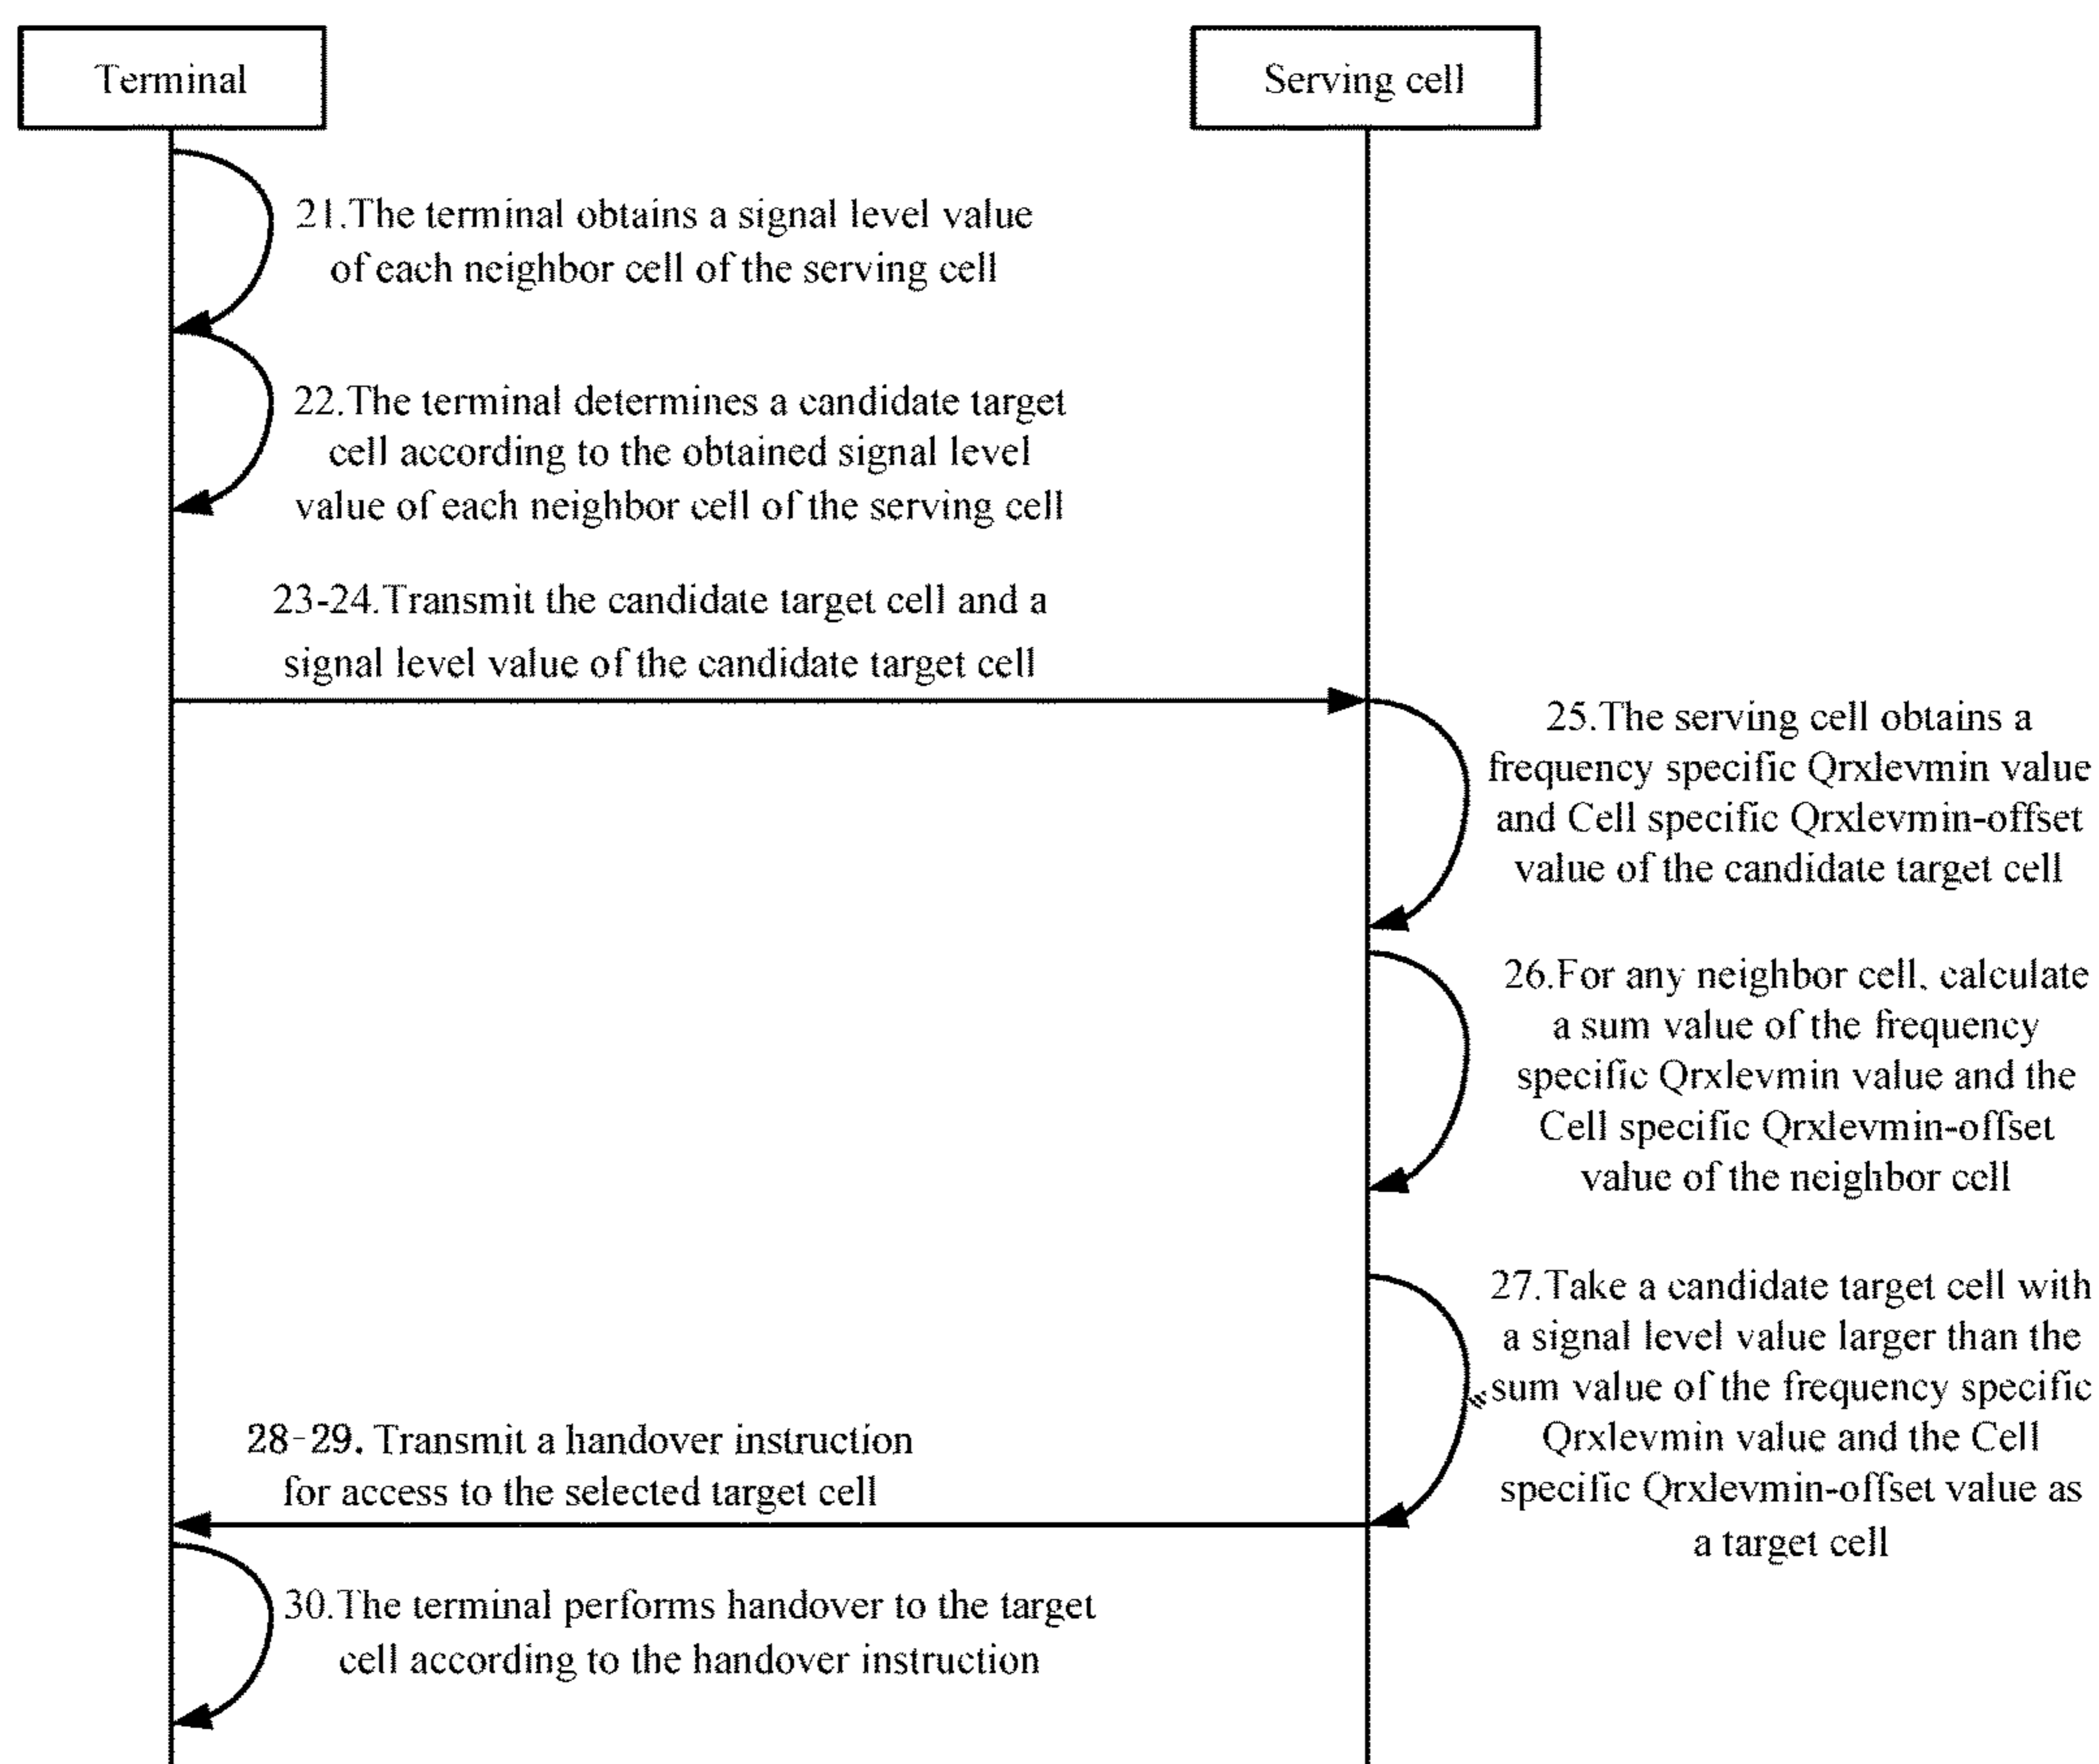 Terminal
Serving cell
21.The terminal obtains a signal level value
of each neighbor cell of the serving cell
22.The terminal determines a candidate target
cell according to the obtained signal level
value of each neighbor cell of the serving cell
23-24.Transmit the candidate target cell and a
signal level value of the candidate target cell
25.The serving cell obtains a
frequency specific Qrxlevmin value
and Cell specific Qrxlevmin-offset
value of the candidate target cell
26.For any neighbor cell, calculate
a sum value of the frequency
specific Qrxlevmin value and the
Cell specific Qrxlevmin-offset
value of the neighbor cell
27.Take a candidate target cell with
a signal level value larger than the
sum value of the frequency specific
Qrxlevmin value and the Cell
specific Qrxlevmin-offset value as
a target cell
28-29. Transmit a handover instruction
for access to the selected target cell
30.The terminal performs handover to the target
cell according to the handover instruction